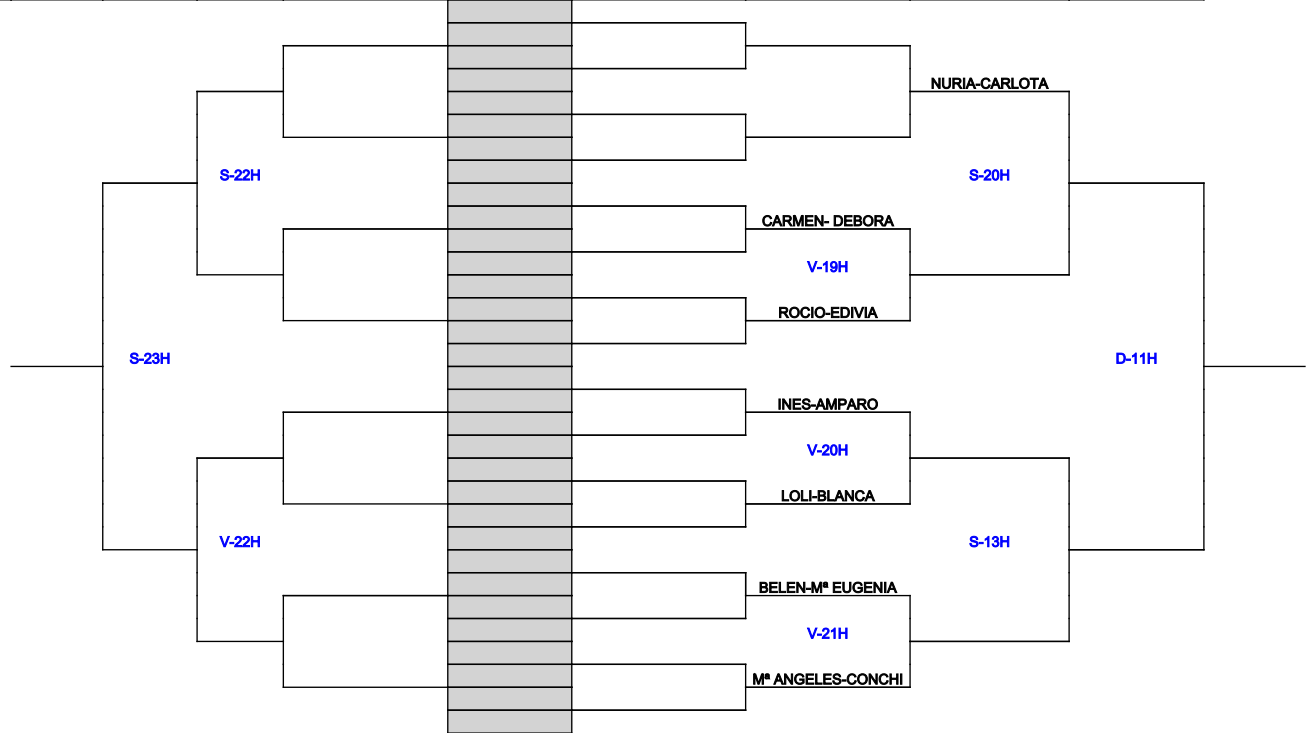 NURIA-CARLOTA
S-22H
S-20H
CARMEN- DEBORA
V-19H
ROCIO-EDIVIA
S-23H
D-11H
INES-AMPARO
V-20H
LOLI-BLANCA
V-22H
S-13H
BELEN-Mª EUGENIA
V-21H
Mª ANGELES-CONCHI